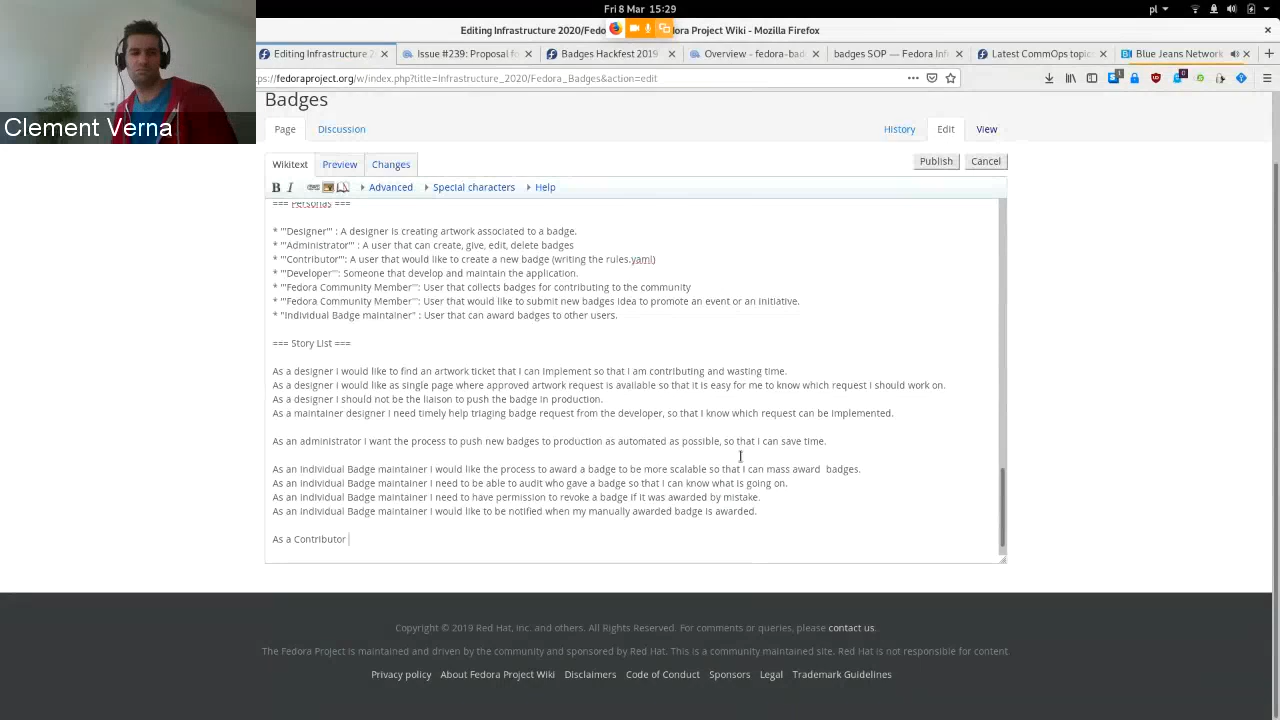 Fri 8 Mar 15:29
pl
Editing Infrastructure 2020/Fedo ora Project Wiki - Mozilla Firefox
Editing Infrastructure 2
Issue #239: Proposal fo
Badges Hackfest 2019
Overview - fedora-bad
badges SOP — Fedora Inf
Latest CommOps topic
Blue Jeans Network
ps://fedoraproject.org/w/index.php?title=Infrastructure_2020/Fedora_Badges&action=edit
Clement Verna
Badges
Page Discussion History Edit View
Wikitext Preview Changes Publish Cancel
B I Advanced Special characters Help
=== Personas ===
* '''Designer''' : A designer is creating artwork associated to a badge.
* '''Administrator''' : A user that can create, give, edit, delete badges
* '''Contributor''': A user that would like to create a new badge (writing the rules.yaml)
* '''Developer''': Someone that develop and maintain the application.
* '''Fedora Community Member''': User that collects badges for contributing to the community
* '''Fedora Community Member''': User that would like to submit new badges idea to promote an event or an initiative.
* "Individual Badge maintainer" : User that can award badges to other users.
=== Story List ===
As a designer I would like to find an artwork ticket that I can implement so that I am contributing and wasting time.
As a designer I would like as single page where approved artwork request is available so that it is easy for me to know which request I should work on.
As a designer I should not be the liaison to push the badge in production.
As a maintainer designer I need timely help triaging badge request from the developer, so that I know which request can be implemented.
As an administrator I want the process to push new badges to production as automated as possible, so that I can save time.
As an Individual Badge maintainer I would like the process to award a badge to be more scalable so that I can mass award  badges.
As an Individual Badge maintainer I need to be able to audit who gave a badge so that I can know what is going on.
As an Individual Badge maintainer I need to have permission to revoke a badge if it was awarded by mistake.
As an Individual Badge maintainer I would like to be notified when my manually awarded badge is awarded.
As a Contributor
Copyright © 2019 Red Hat, Inc. and others. All Rights Reserved. For comments or queries, please contact us.
The Fedora Project is maintained and driven by the community and sponsored by Red Hat. This is a community maintained site. Red Hat is not responsible for content.
Privacy policy About Fedora Project Wiki Disclaimers Code of Conduct Sponsors Legal Trademark Guidelines